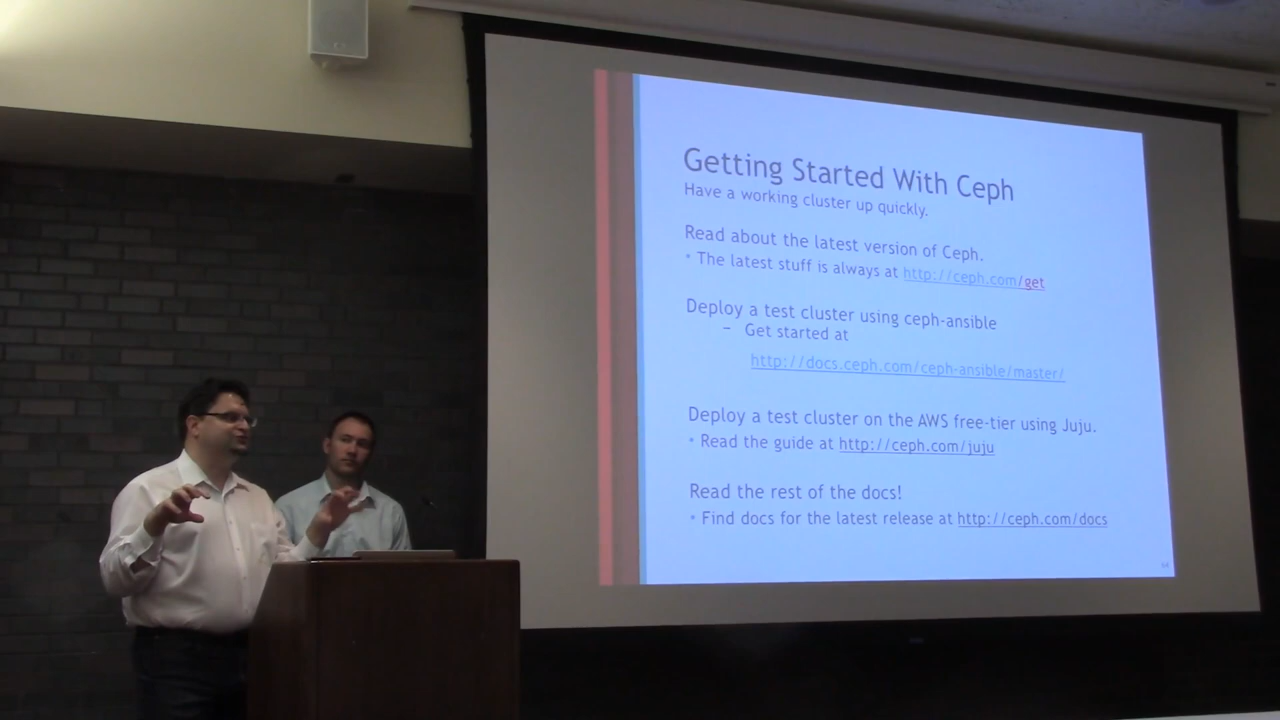 Getting Started With Ceph
Have a working cluster up quickly.
Read about the latest version of Ceph.
• The latest stuff is always at http://ceph.com/get
Deploy a test cluster using ceph-ansible
– Get started at
http://docs.ceph.com/ceph-ansible/master/
Deploy a test cluster on the AWS free-tier using Juju.
• Read the guide at http://ceph.com/juju
Read the rest of the docs!
• Find docs for the latest release at http://ceph.com/docs